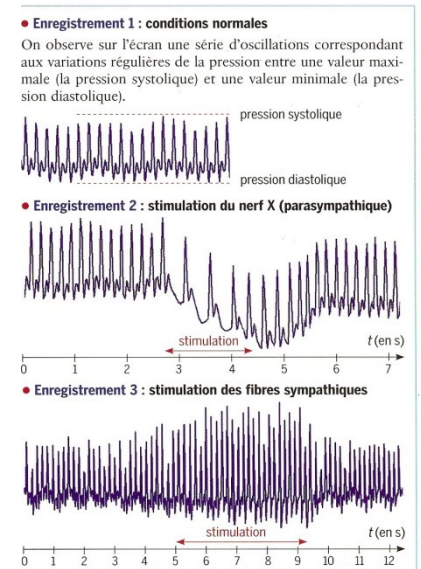 • Enregistrement 1 : conditions normales
On observe sur l'écran une série d'oscillations correspondant
aux variations régulières de la pression entre une valeur maxi-
male (la pression systolique) et une valeur minimale (la pres-
sion diastolique).
pression systolique
pression diastolique
• Enregistrement 2 : stimulation du nerf X (parasympathique)
stimulation
t (en s)
0 1 2 3 4 5 6 7
• Enregistrement 3 : stimulation des fibres sympathiques
stimulation
t (en s)
0 1 2 3 4 5 6 7 8 9 10 11 12